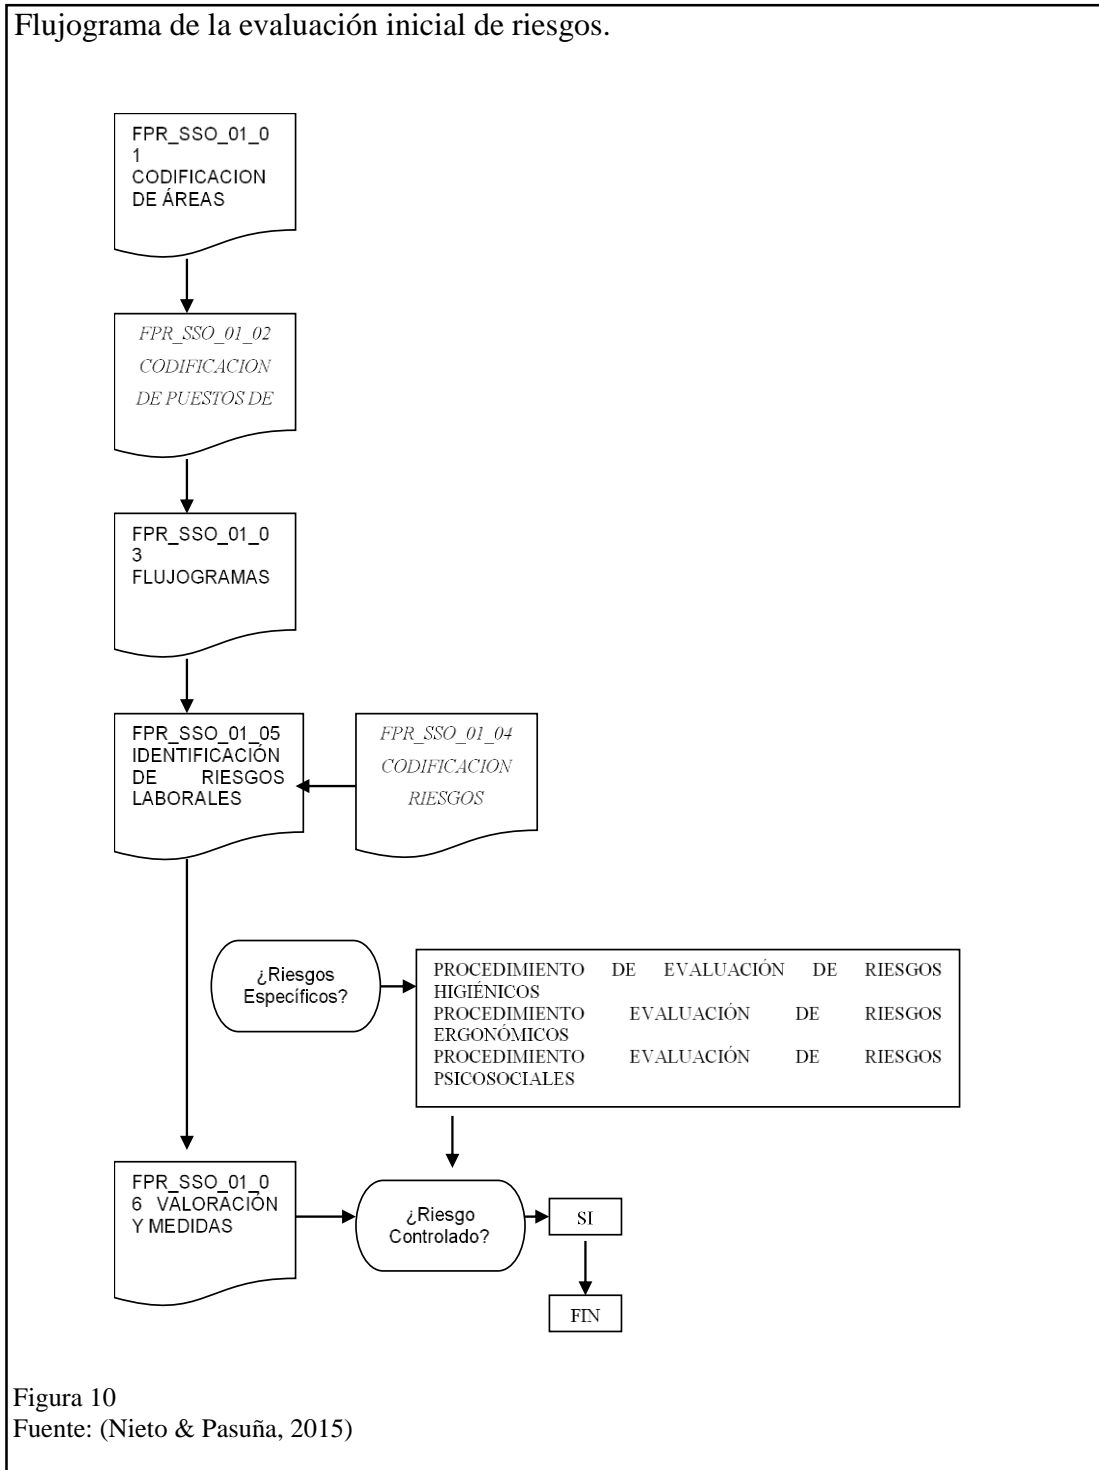 Flujograma de la evaluación inicial de riesgos.
FPR_SSO_01_0
1
CODIFICACION
DE ÁREAS
FPR_SSO_01_02
CODIFICACION
DE PUESTOS DE
FPR_SSO_01_0
3
FLUJOGRAMAS
FPR_SSO_01_05
IDENTIFICACIÓN
DE RIESGOS
LABORALES
FPR_SSO_01_04
CODIFICACION
RIESGOS
¿Riesgos
Específicos?
PROCEDIMIENTO DE EVALUACIÓN DE RIESGOS
HIGIÉNICOS
PROCEDIMIENTO EVALUACIÓN DE RIESGOS
ERGONÓMICOS
PROCEDIMIENTO EVALUACIÓN DE RIESGOS
PSICOSOCIALES
FPR_SSO_01_0
6 VALORACIÓN
Y MEDIDAS
¿Riesgo
Controlado?
SI
FIN
Figura 10
Fuente: (Nieto & Pasuña, 2015)